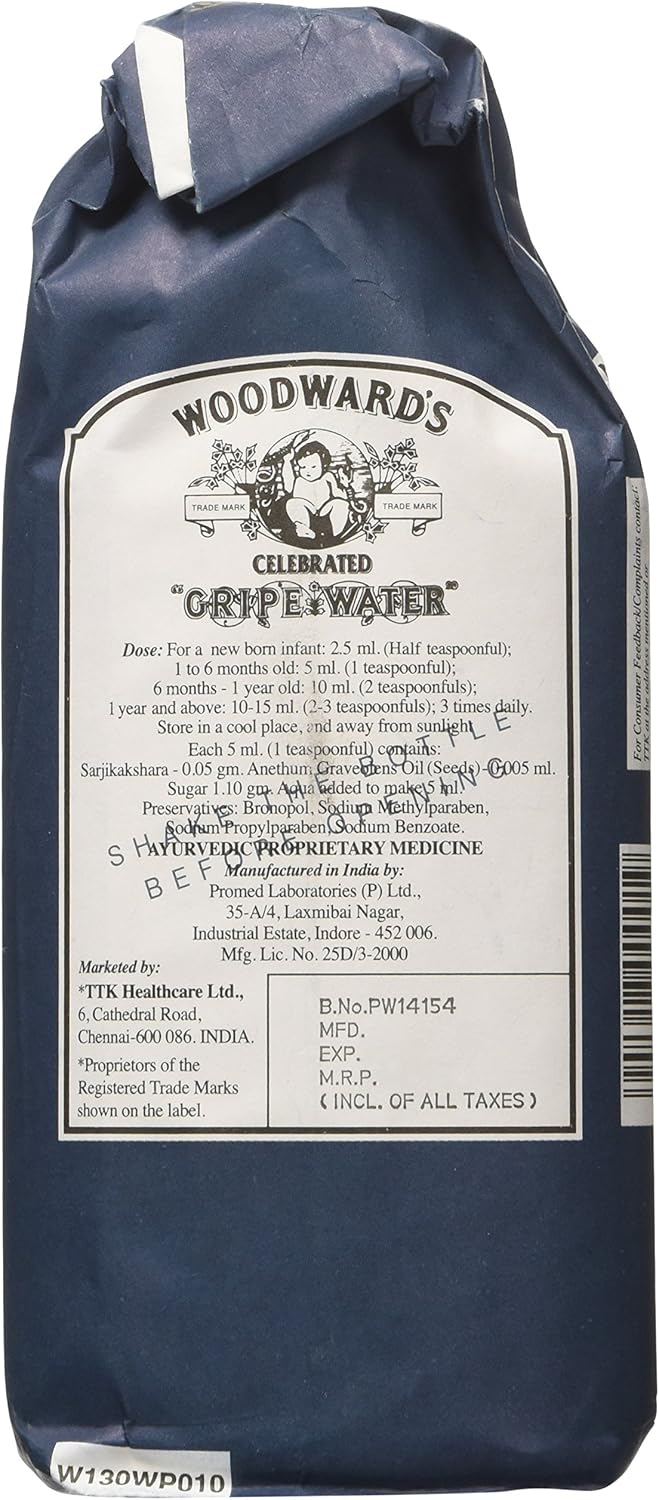 WOODWARD'S
TRADE MARK
TRADE MARK
CELEBRATED
"GRIPE WATER"
Dose: For a new born infant: 2.5 ml. (Half teaspoonful);
1 to 6 months old: 5 ml. (1 teaspoonful);
6 months - 1 year old: 10 ml. (2 teaspoonfuls);
1 year and above: 10-15 ml. (2-3 teaspoonfuls); 3 times daily.
Store in a cool place, and away from sunlight
Each 5 ml. (1 teaspoonful) contains:
Sarjikakshara - 0.05 gm. Anethum Graveolens Oil (Seeds) - 0.005 ml.
Sugar 1.10 gm. Aqua added to make 5 ml.
Preservatives: Bronopol, Sodium Methylparaben,
Sodium Propylparaben, Sodium Benzoate.
AYURVEDIC PROPRIETARY MEDICINE
SHAKE THE BOTTLE
BEFORE OPENING
Manufactured in India by:
Promed Laboratories (P) Ltd.,
35-A/4, Laxmibai Nagar,
Industrial Estate, Indore - 452 006.
Mfg. Lic. No. 25D/3-2000
Marketed by:
*TTK Healthcare Ltd.,
6, Cathedral Road,
Chennai-600 086. INDIA.
*Proprietors of the
Registered Trade Marks
shown on the label.
B.No.PW14154
MFD.
EXP.
M.R.P.
(INCL. OF ALL TAXES)
For Consumer Feedback/Complaints contact:
TTK at the address mentioned or
W130WP010